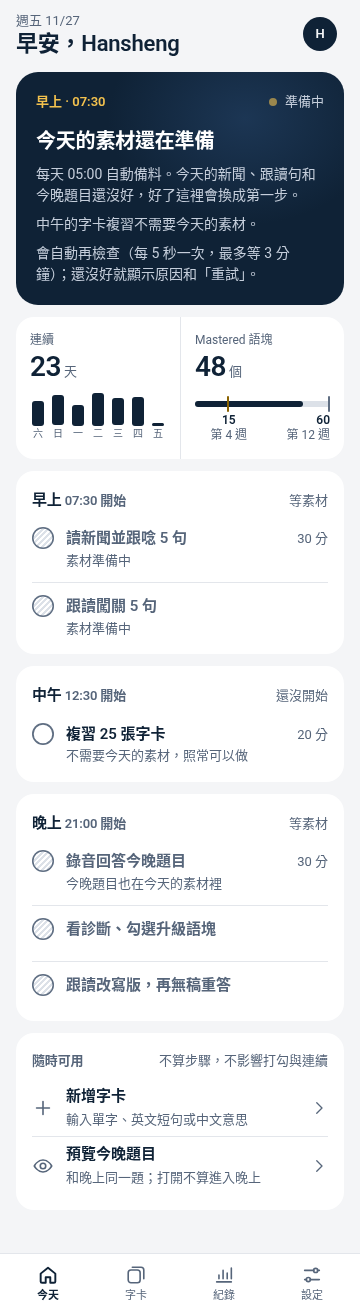 週五 11/27
早安，Hansheng
H
早上 · 07:30
準備中
今天的素材還在準備
每天 05:00 自動備料。今天的新聞、跟讀句和
今晚題目還沒好，好了這裡會換成第一步。
中午的字卡複習不需要今天的素材。
會自動再檢查（每 5 秒一次，最多等 3 分
鐘）；還沒好就顯示原因和「重試」。
連續
23 天
六 日 一 二 三 四 五
Mastered 語塊
48 個
15
60
第 4 週
第 12 週
早上 07:30 開始
等素材
讀新聞並跟唸 5 句
30 分
素材準備中
跟讀闖關 5 句
素材準備中
中午 12:30 開始
還沒開始
複習 25 張字卡
20 分
不需要今天的素材，照常可以做
晚上 21:00 開始
等素材
錄音回答今晚題目
30 分
今晚題目也在今天的素材裡
看診斷、勾選升級語塊
跟讀改寫版，再無稿重答
隨時可用
不算步驟，不影響打勾與連續
新增字卡
輸入單字、英文短句或中文意思
預覽今晚題目
和晚上同一題；打開不算進入晚上
今天
字卡
紀錄
設定